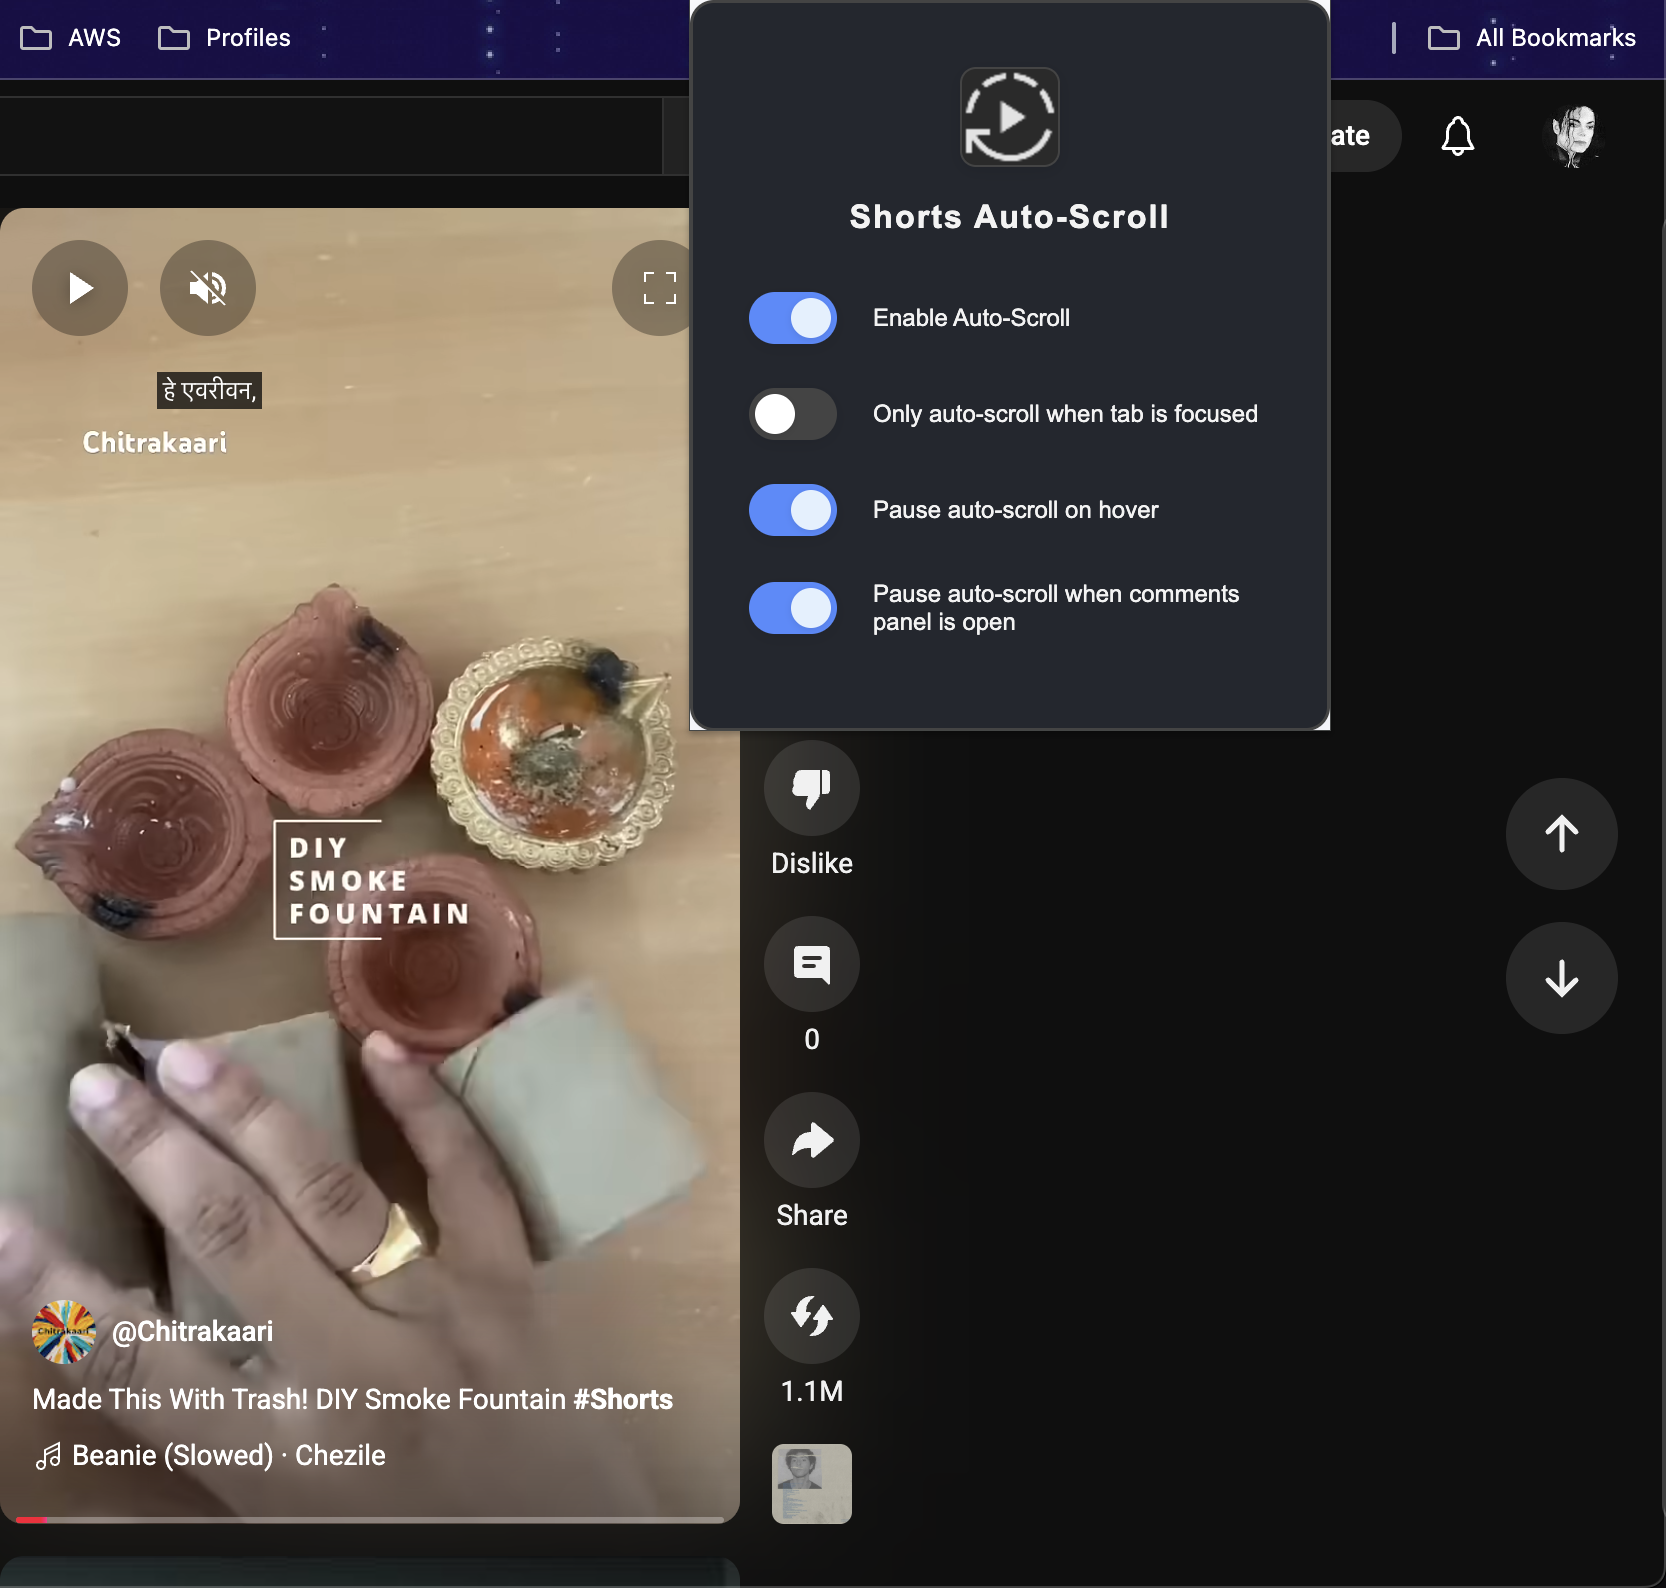 AWS
Profiles
All Bookmarks
ate
Shorts Auto-Scroll
Enable Auto-Scroll
Only auto-scroll when tab is focused
Pause auto-scroll on hover
Pause auto-scroll when comments
panel is open
हे एवरीवन,
Chitrakaari
DIY
SMOKE
FOUNTAIN
Dislike
0
Share
1.1M
Chitrakaari
@Chitrakaari
Made This With Trash! DIY Smoke Fountain #Shorts
Beanie (Slowed) · Chezile